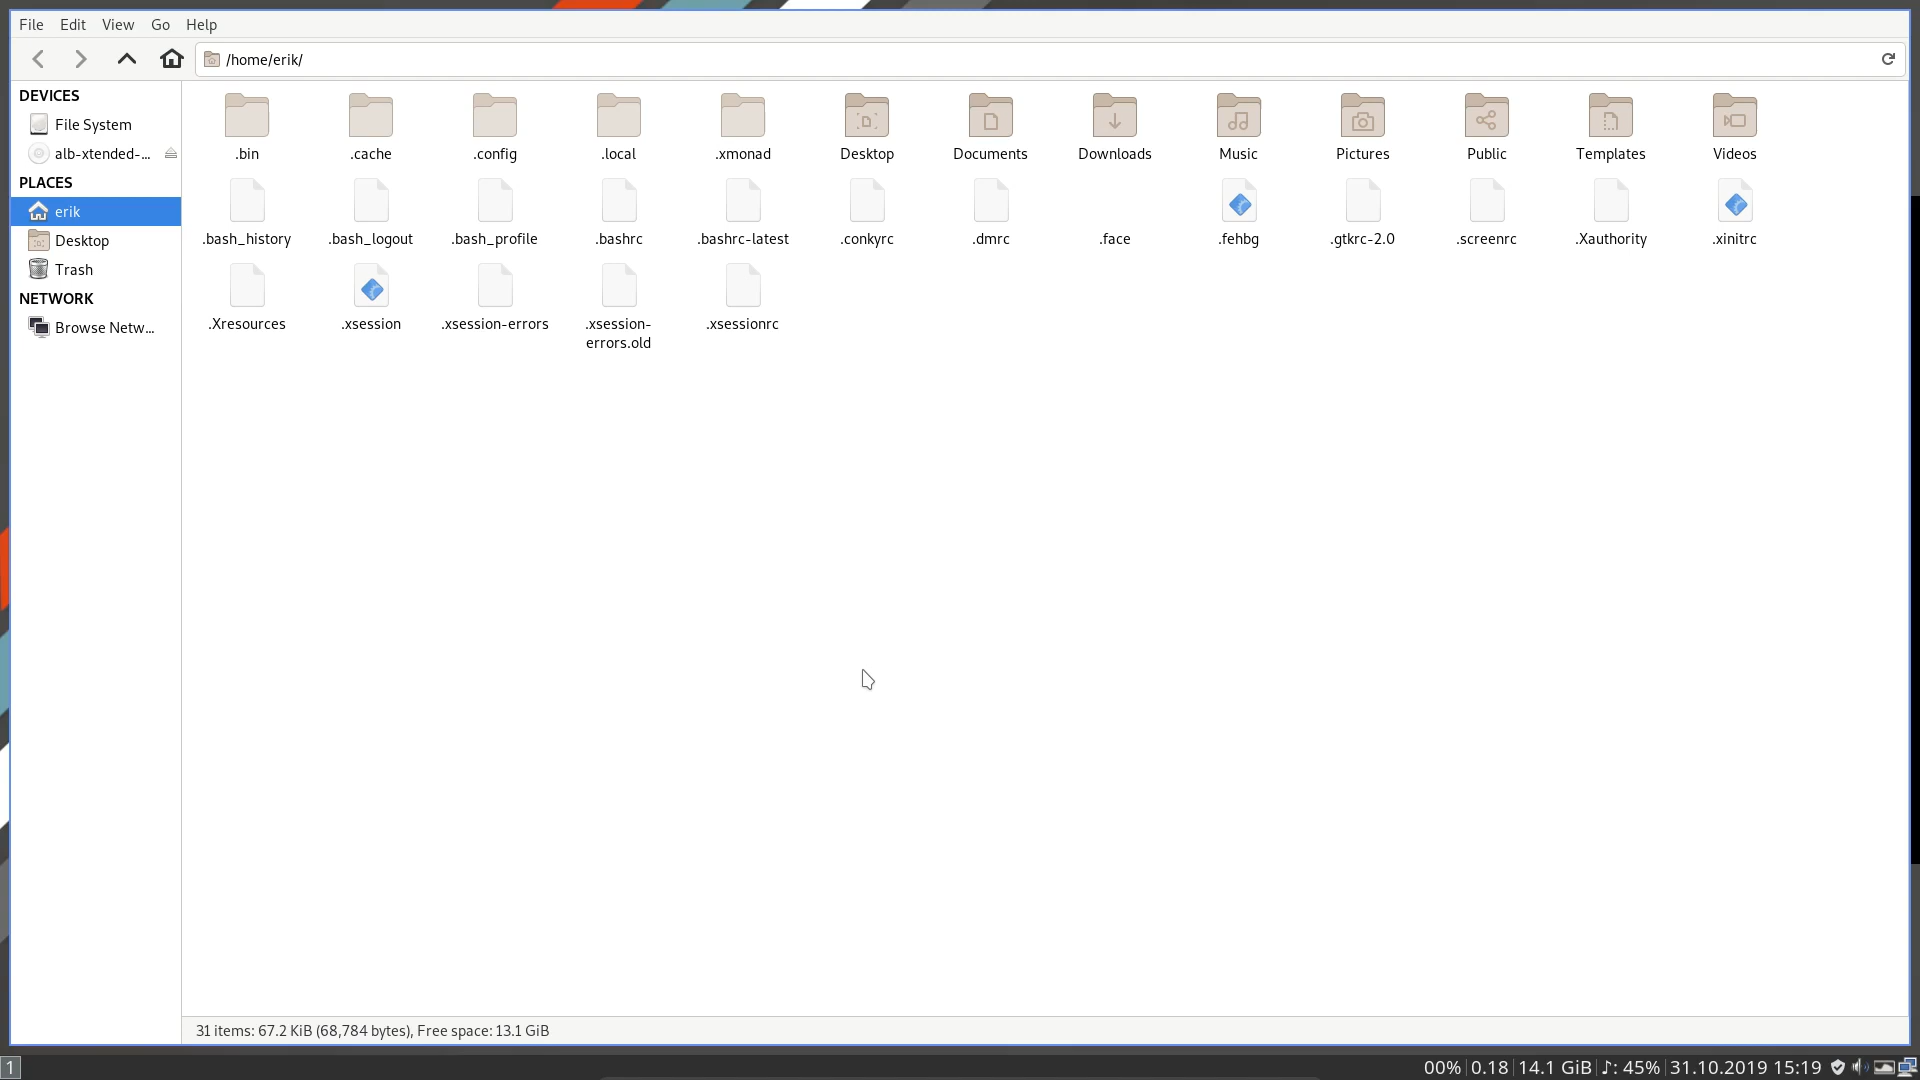 File Edit View Go Help
/home/erik/
DEVICES
File System
alb-xtended-...
PLACES
erik
Desktop
Trash
NETWORK
Browse Netw...
.bin .cache .config .local .xmonad Desktop Documents Downloads Music Pictures Public Templates Videos
.bash_history .bash_logout .bash_profile .bashrc .bashrc-latest .conkyrc .dmrc .face .fehbg .gtkrc-2.0 .screenrc .Xauthority .xinitrc
.Xresources .xsession .xsession-errors .xsession-errors.old .xsessionrc
31 items: 67.2 KiB (68,784 bytes), Free space: 13.1 GiB
1 00% 0.18 14.1 GiB ♪: 45% 31.10.2019 15:19